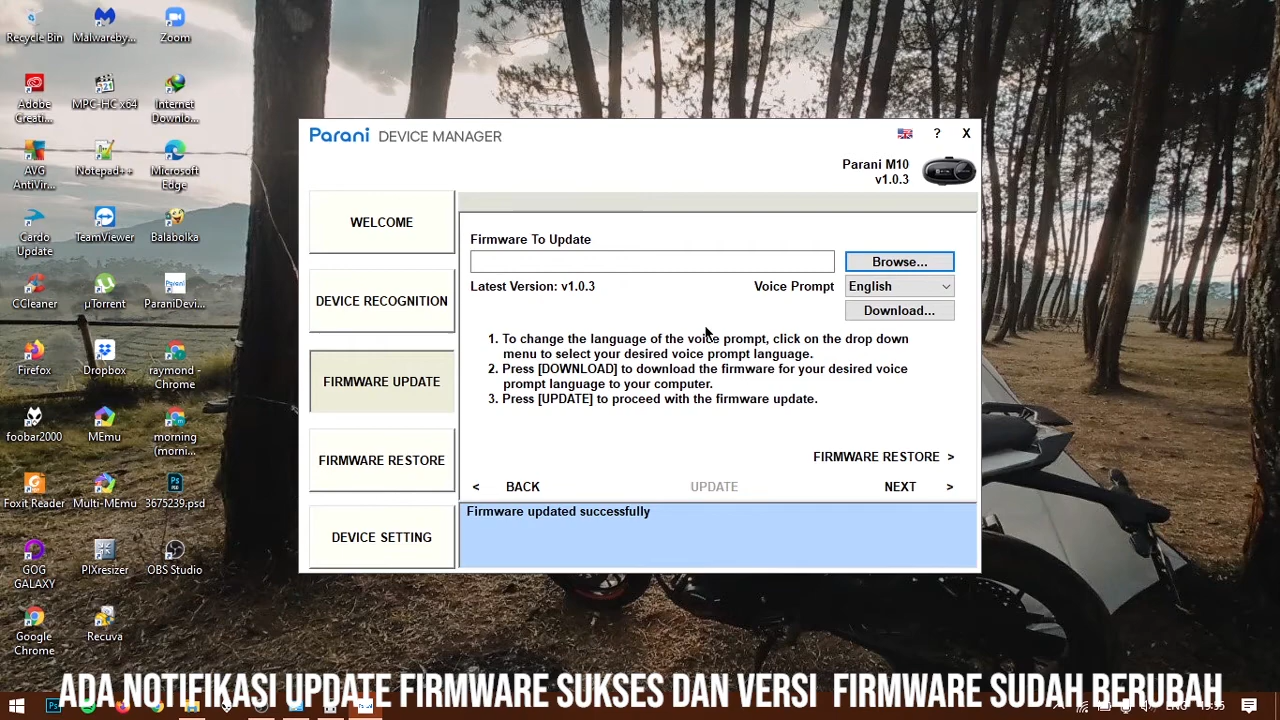 Recycle Bin
Malwareby...
Zoom
Adobe Creati...
MPC-HC x64
Internet Downlo...
AVG AntiVir...
Notepad++
Microsoft Edge
Cardo Update
TeamViewer
Balabolka
CCleaner
µTorrent
ParaniDevi...
Firefox
Dropbox
raymond - Chrome
foobar2000
MEmu
morning (morni...
Foxit Reader
Multi-MEmu
3675239.psd
GOG GALAXY
PIXresizer
OBS Studio
Google Chrome
Recuva
Parani DEVICE MANAGER
? X
Parani M10
v1.0.3
WELCOME
DEVICE RECOGNITION
FIRMWARE UPDATE
FIRMWARE RESTORE
DEVICE SETTING
Firmware To Update
Browse...
Latest Version: v1.0.3
Voice Prompt
English
Download...
1. To change the language of the voice prompt, click on the drop down
menu to select your desired voice prompt language.
2. Press [DOWNLOAD] to download the firmware for your desired voice
prompt language to your computer.
3. Press [UPDATE] to proceed with the firmware update.
FIRMWARE RESTORE >
< BACK
UPDATE
NEXT >
Firmware updated successfully
ADA NOTIFIKASI UPDATE FIRMWARE SUKSES DAN VERSI FIRMWARE SUDAH BERUBAH